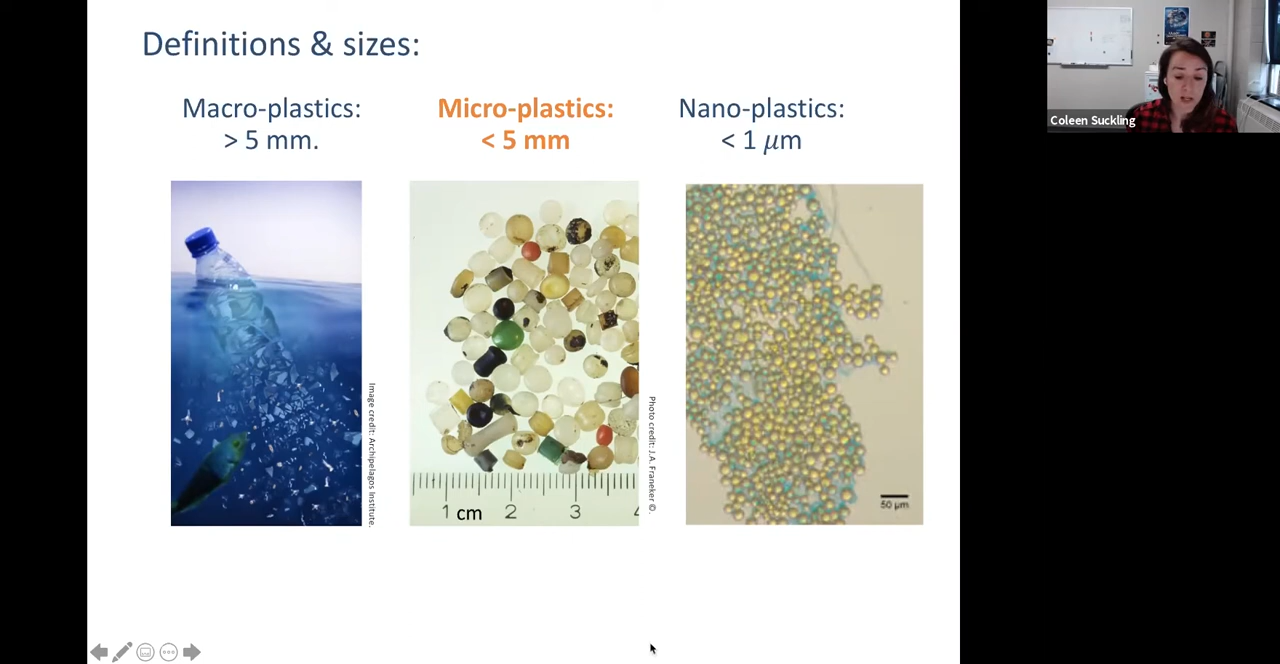 Definitions & sizes:
Macro-plastics:
> 5 mm.
Micro-plastics:
< 5 mm
Nano-plastics:
< 1 𝜇m
Image credit: Archipelagos Institute.
Photo credit: J.A. Franeker ©.
1 cm 2 3 4
50 μm
Coleen Suckling